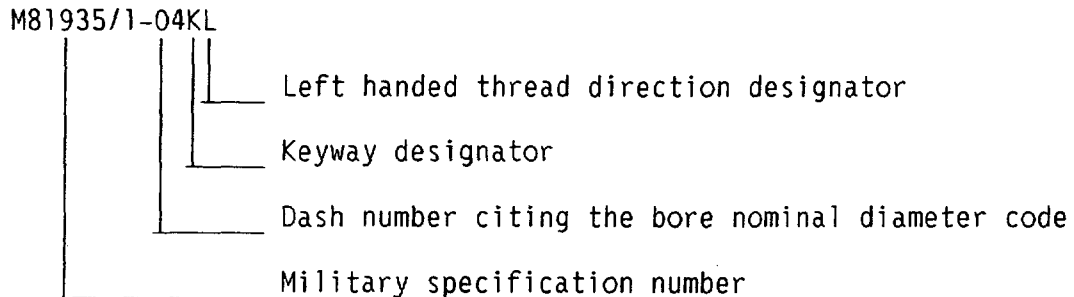 M81935/1-04KL
Left handed thread direction designator
Keyway designator
Dash number citing the bore nominal diameter code
Military specification number